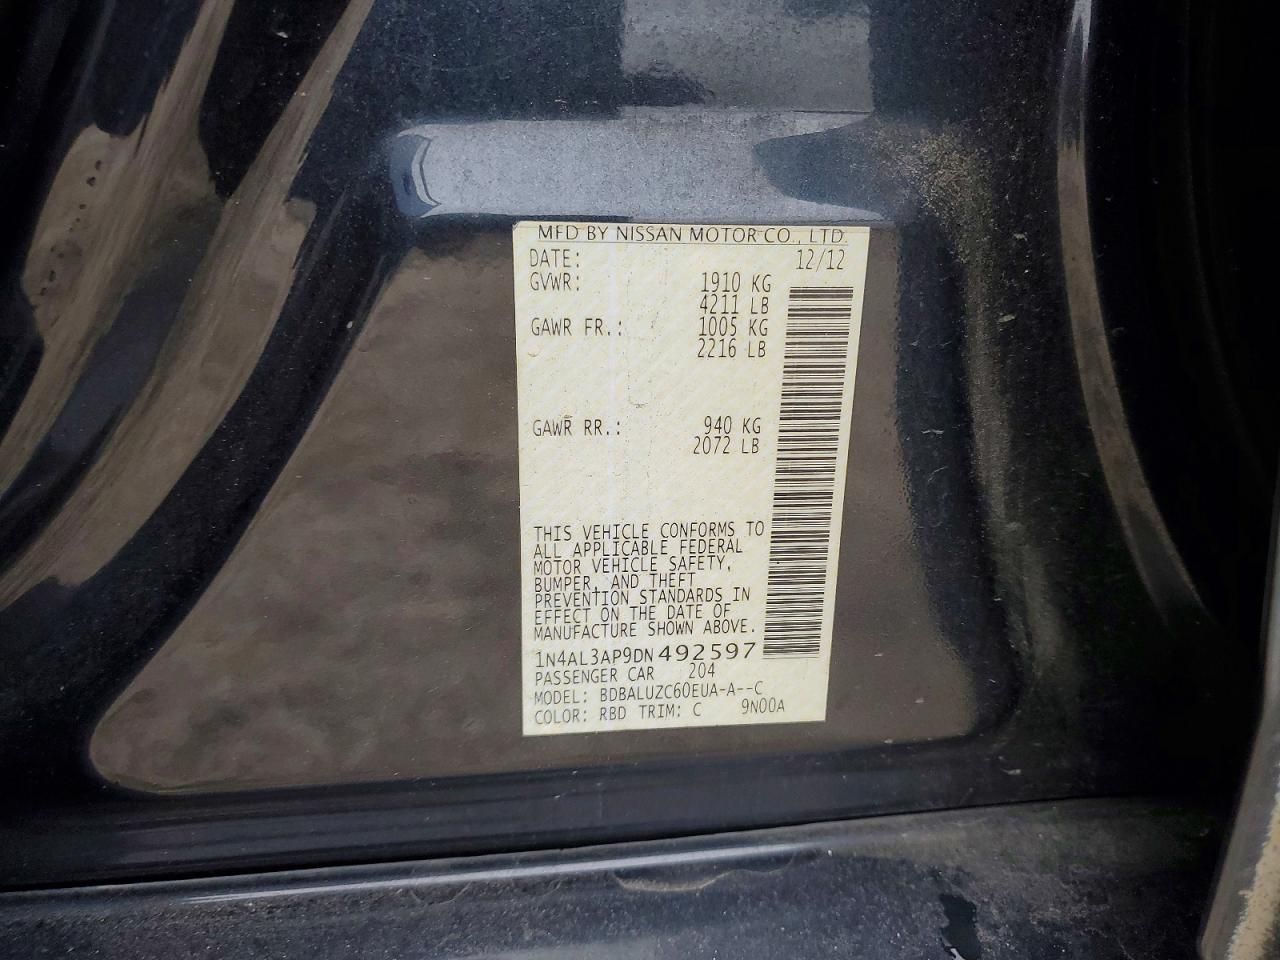 MFD BY NISSAN MOTOR CO., LTD.
DATE: 12/12
GVWR: 1910 KG
4211 LB
GAWR FR.: 1005 KG
2216 LB
GAWR RR.: 940 KG
2072 LB
THIS VEHICLE CONFORMS TO
ALL APPLICABLE FEDERAL
MOTOR VEHICLE SAFETY,
BUMPER, AND THEFT
PREVENTION STANDARDS IN
EFFECT ON THE DATE OF
MANUFACTURE SHOWN ABOVE.
1N4AL3AP9DN492597
PASSENGER CAR 204
MODEL: BDBALUZC60EUA-A--C
COLOR: RBD TRIM: C 9N00A